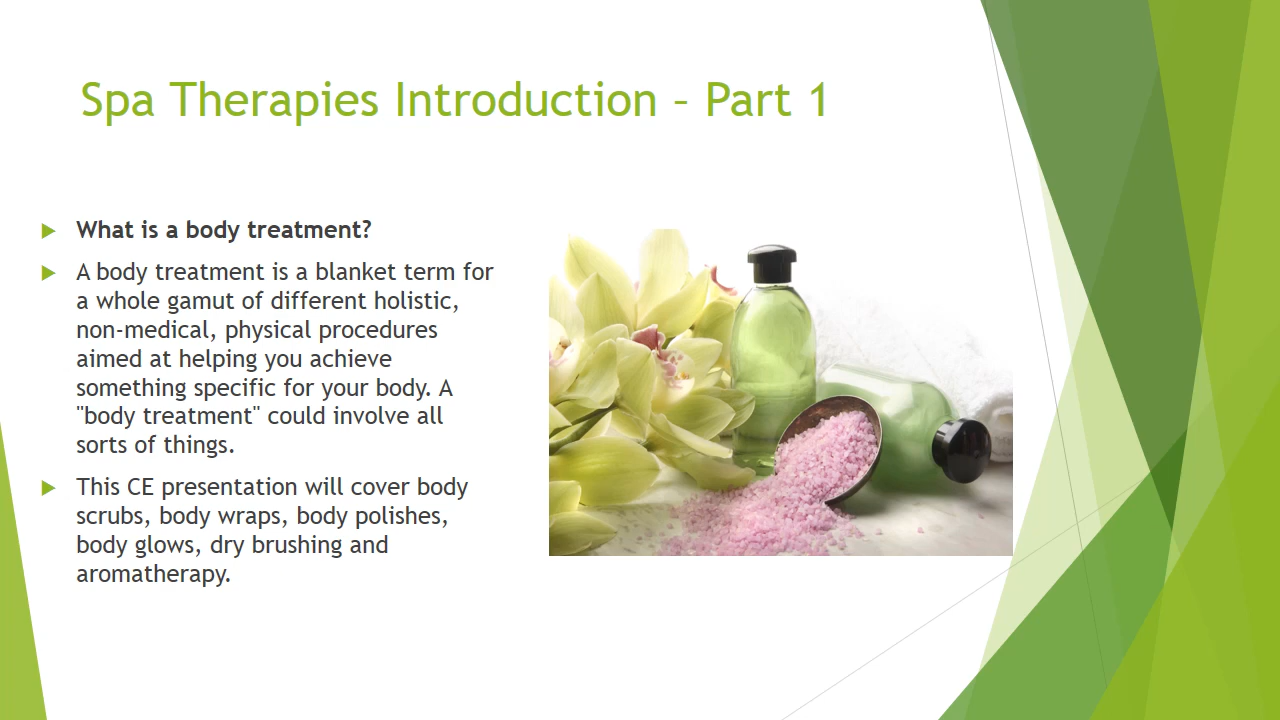 Spa Therapies Introduction – Part 1
What is a body treatment?
A body treatment is a blanket term for
a whole gamut of different holistic,
non-medical, physical procedures
aimed at helping you achieve
something specific for your body. A
"body treatment" could involve all
sorts of things.
This CE presentation will cover body
scrubs, body wraps, body polishes,
body glows, dry brushing and
aromatherapy.